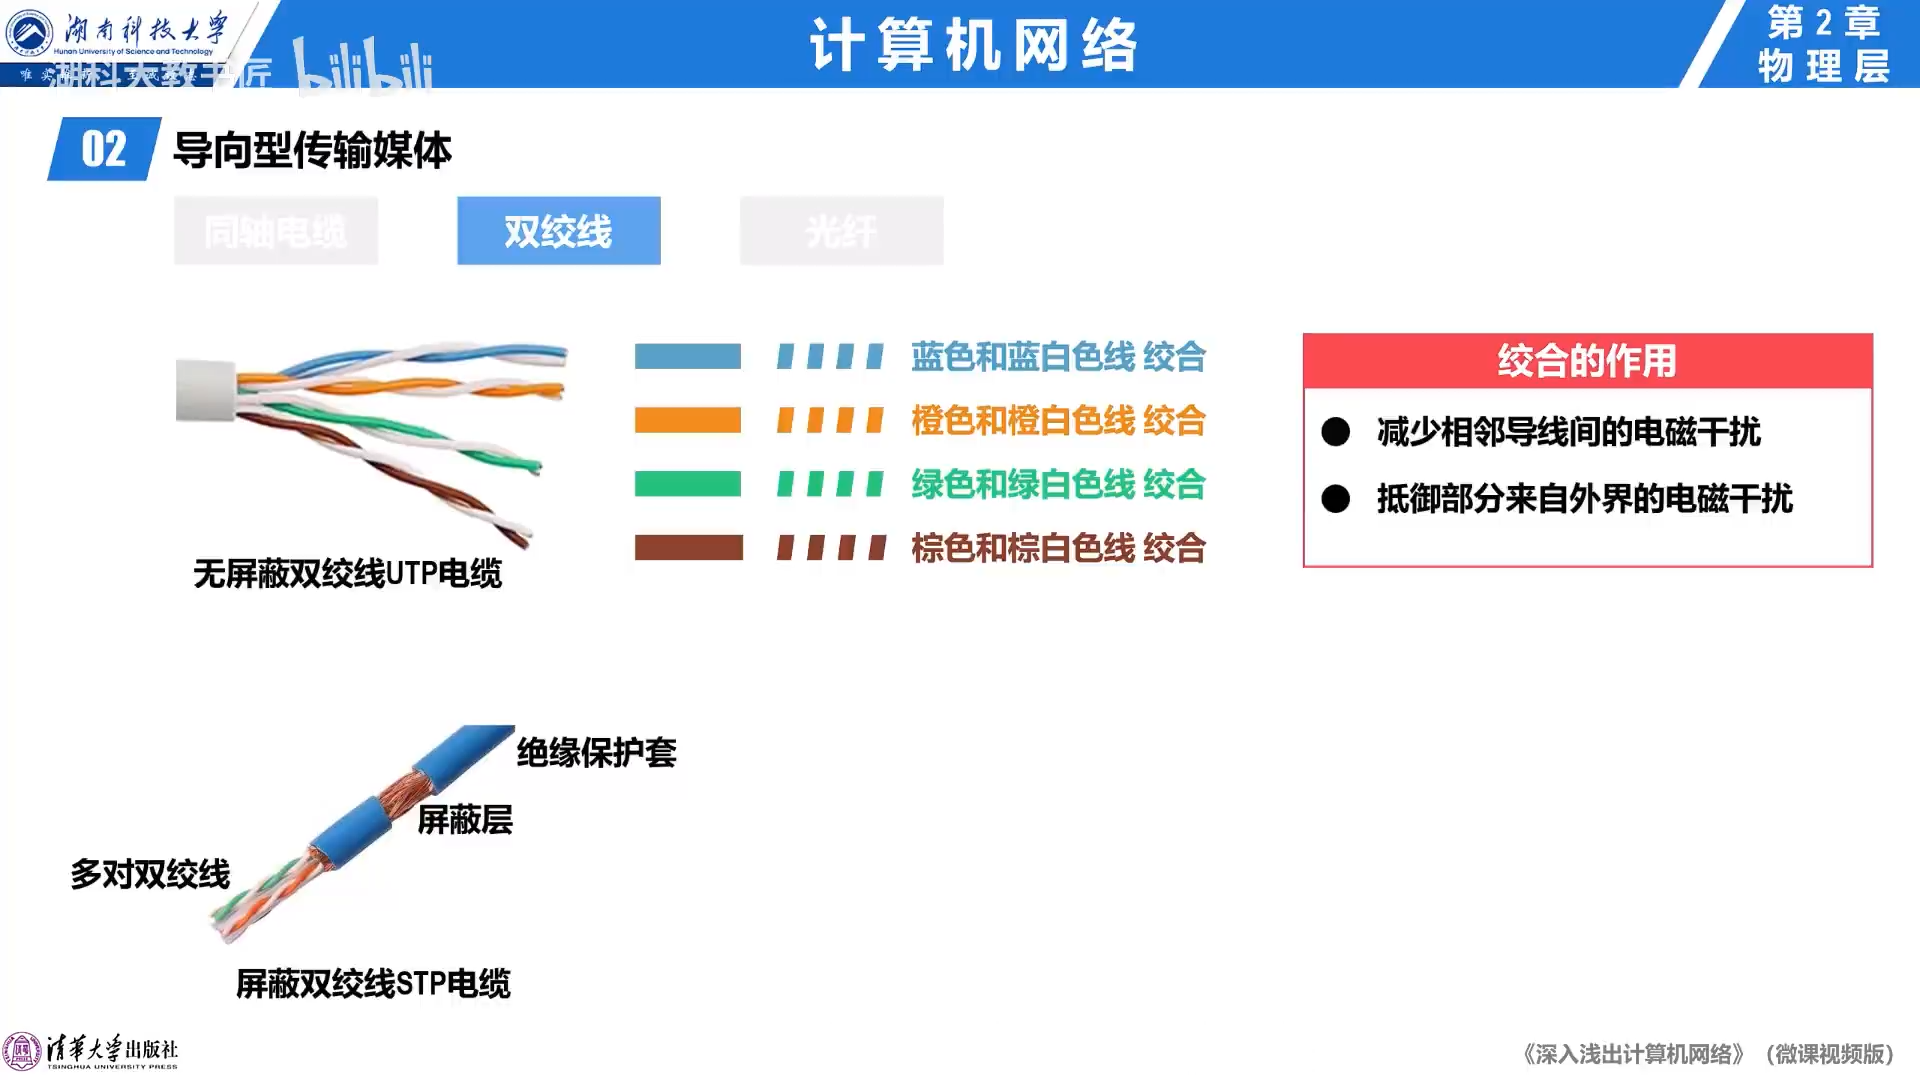 湖南科技大学
Hunan University of Science and Technology
湖科大教书匠 bilibili
计算机网络
第2章
物理层
02 导向型传输媒体
同轴电缆
双绞线
光纤
蓝色和蓝白色线 绞合
橙色和橙白色线 绞合
绿色和绿白色线 绞合
棕色和棕白色线 绞合
无屏蔽双绞线UTP电缆
绞合的作用
● 减少相邻导线间的电磁干扰
● 抵御部分来自外界的电磁干扰
绝缘保护套
屏蔽层
多对双绞线
屏蔽双绞线STP电缆
清华大学出版社
TSINGHUA UNIVERSITY PRESS
《深入浅出计算机网络》（微课视频版）